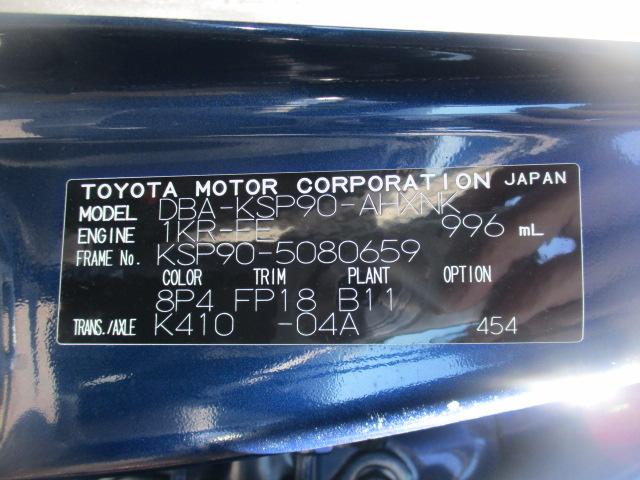 TOYOTA MOTOR CORPORATION JAPAN
MODEL DBA-KSP90-AHXNK
ENGINE 1KR-FE 996 mL
FRAME No. KSP90-5080659
COLOR TRIM PLANT OPTION
8P4 FP18 B11
TRANS./AXLE K410 -04A 454